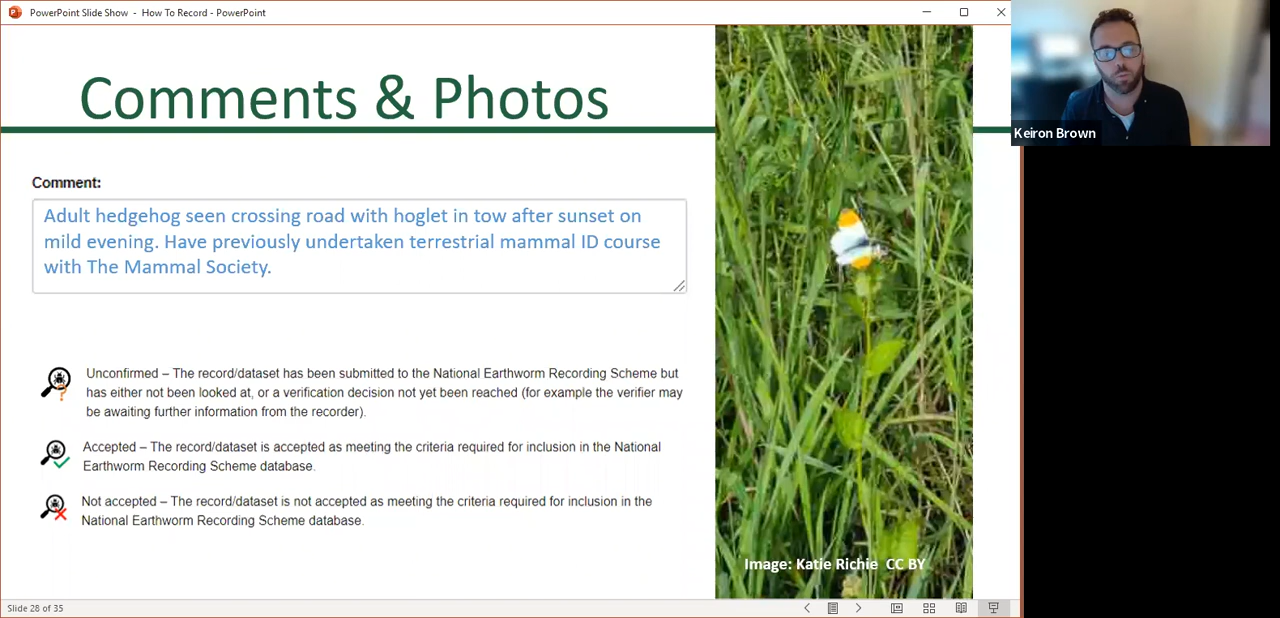 PowerPoint Slide Show - How To Record - PowerPoint
Comments & Photos
Keiron Brown
Comment:
Adult hedgehog seen crossing road with hoglet in tow after sunset on
mild evening. Have previously undertaken terrestrial mammal ID course
with The Mammal Society.
Unconfirmed – The record/dataset has been submitted to the National Earthworm Recording Scheme but
has either not been looked at, or a verification decision not yet been reached (for example the verifier may
be awaiting further information from the recorder).
Accepted – The record/dataset is accepted as meeting the criteria required for inclusion in the National
Earthworm Recording Scheme database.
Not accepted – The record/dataset is not accepted as meeting the criteria required for inclusion in the
National Earthworm Recording Scheme database.
Image: Katie Richie CC BY
Slide 28 of 35